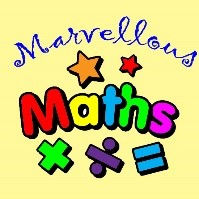 Marvellous
Maths
× ÷ =